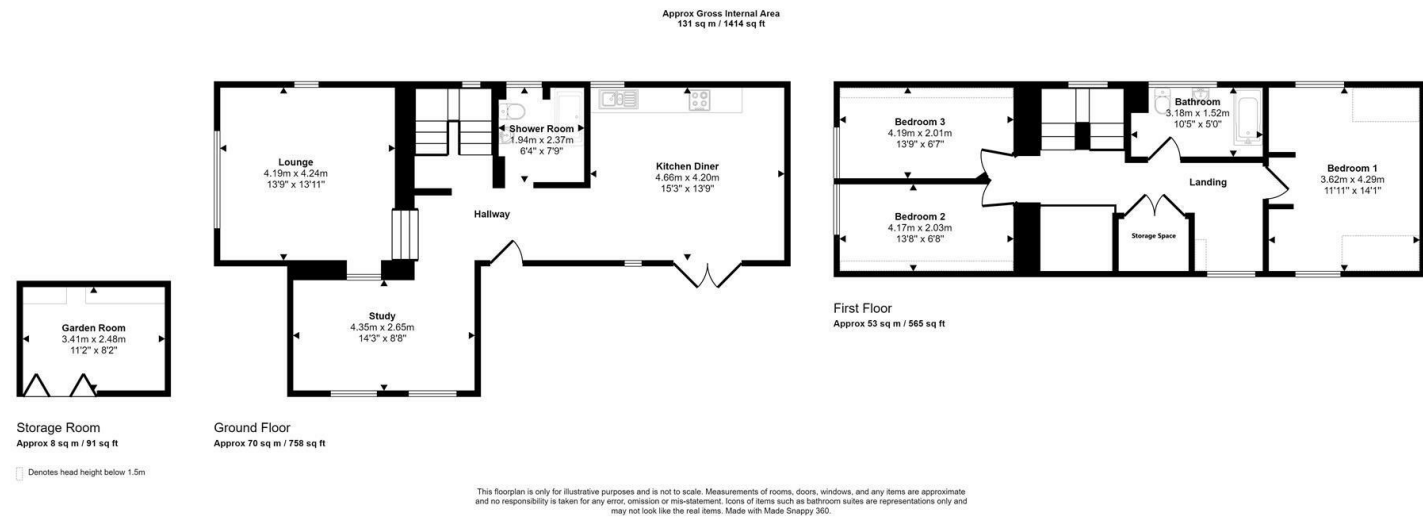 Approx Gross Internal Area
131 sq m / 1414 sq ft
Lounge
4.19m x 4.24m
13'9" x 13'11"
Shower Room
1.94m x 2.37m
6'4" x 7'9"
Kitchen Diner
4.66m x 4.20m
15'3" x 13'9"
Hallway
Study
4.35m x 2.65m
14'3" x 8'8"
Garden Room
3.41m x 2.48m
11'2" x 8'2"
Bedroom 3
4.19m x 2.01m
13'9" x 6'7"
Bathroom
3.18m x 1.52m
10'5" x 5'0"
Bedroom 1
3.62m x 4.29m
11'11" x 14'1"
Landing
Bedroom 2
4.17m x 2.03m
13'8" x 6'8"
Storage Space
First Floor
Approx 53 sq m / 565 sq ft
Storage Room
Approx 8 sq m / 91 sq ft
Ground Floor
Approx 70 sq m / 758 sq ft
Denotes head height below 1.5m
This floorplan is only for illustrative purposes and is not to scale. Measurements of rooms, doors, windows, and any items are approximate
and no responsibility is taken for any error, omission or mis-statement. Icons of items such as bathroom suites are representations only and
may not look like the real items. Made with Made Snappy 360.